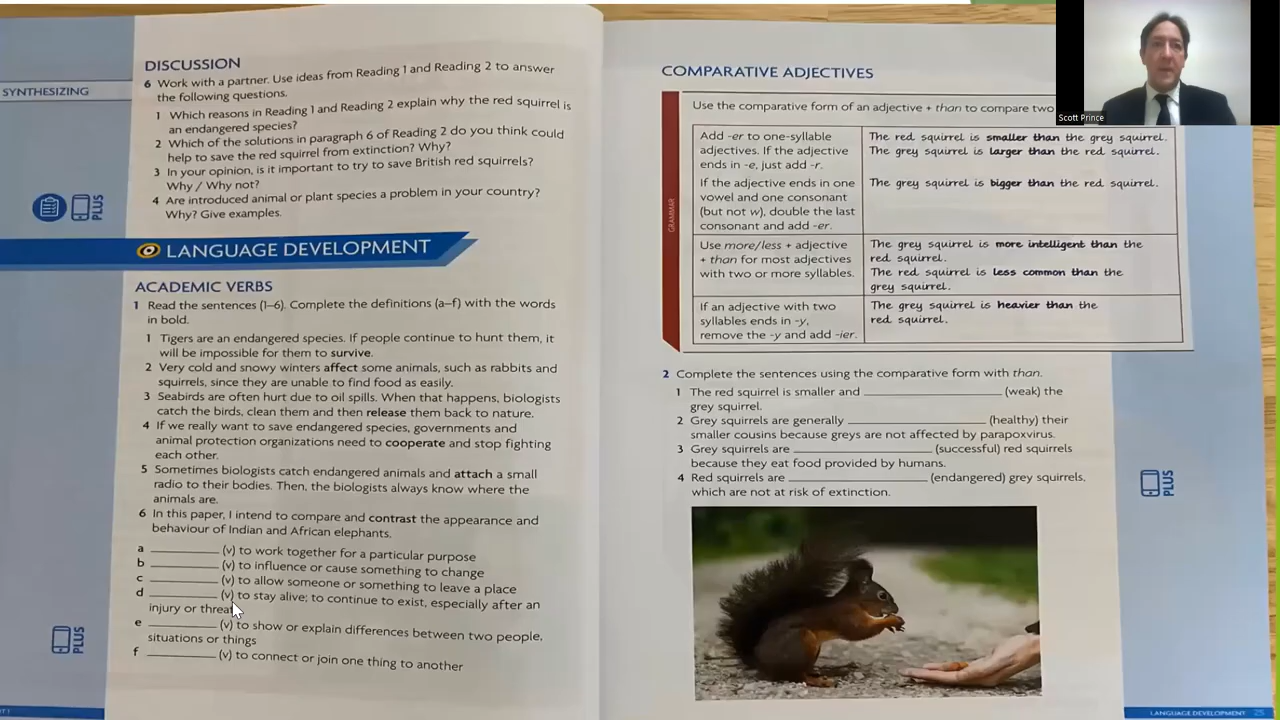 SYNTHESIZING
DISCUSSION
6 Work with a partner. Use ideas from Reading 1 and Reading 2 to answer
the following questions.
1 Which reasons in Reading 1 and Reading 2 explain why the red squirrel is
an endangered species?
2 Which of the solutions in paragraph 6 of Reading 2 do you think could
help to save the red squirrel from extinction? Why?
3 In your opinion, is it important to try to save British red squirrels?
Why / Why not?
4 Are introduced animal or plant species a problem in your country?
Why? Give examples.
PLUS
LANGUAGE DEVELOPMENT
ACADEMIC VERBS
1 Read the sentences (1–6). Complete the definitions (a–f) with the words
in bold.
1 Tigers are an endangered species. If people continue to hunt them, it
will be impossible for them to survive.
2 Very cold and snowy winters affect some animals, such as rabbits and
squirrels, since they are unable to find food as easily.
3 Seabirds are often hurt due to oil spills. When that happens, biologists
catch the birds, clean them and then release them back to nature.
4 If we really want to save endangered species, governments and
animal protection organizations need to cooperate and stop fighting
each other.
5 Sometimes biologists catch endangered animals and attach a small
radio to their bodies. Then, the biologists always know where the
animals are.
6 In this paper, I intend to compare and contrast the appearance and
behaviour of Indian and African elephants.
a ________ (v) to work together for a particular purpose
b ________ (v) to influence or cause something to change
c ________ (v) to allow someone or something to leave a place
d ________ (v) to stay alive; to continue to exist, especially after an
injury or threat
e ________ (v) to show or explain differences between two people,
situations or things
f ________ (v) to connect or join one thing to another
PLUS
COMPARATIVE ADJECTIVES
GRAMMAR
Use the comparative form of an adjective + than to compare two
Add -er to one-syllable
adjectives. If the adjective
ends in -e, just add -r.
The red squirrel is smaller than the grey squirrel.
The grey squirrel is larger than the red squirrel.
If the adjective ends in one
vowel and one consonant
(but not w), double the last
consonant and add -er.
The grey squirrel is bigger than the red squirrel.
Use more/less + adjective
+ than for most adjectives
with two or more syllables.
The grey squirrel is more intelligent than the
red squirrel.
The red squirrel is less common than the
grey squirrel.
If an adjective with two
syllables ends in -y,
remove the -y and add -ier.
The grey squirrel is heavier than the
red squirrel.
2 Complete the sentences using the comparative form with than.
1 The red squirrel is smaller and ________ (weak) the
grey squirrel.
2 Grey squirrels are generally ________ (healthy) their
smaller cousins because greys are not affected by parapoxvirus.
3 Grey squirrels are ________ (successful) red squirrels
because they eat food provided by humans.
4 Red squirrels are ________ (endangered) grey squirrels,
which are not at risk of extinction.
PLUS
LANGUAGE DEVELOPMENT 25
Scott Prince